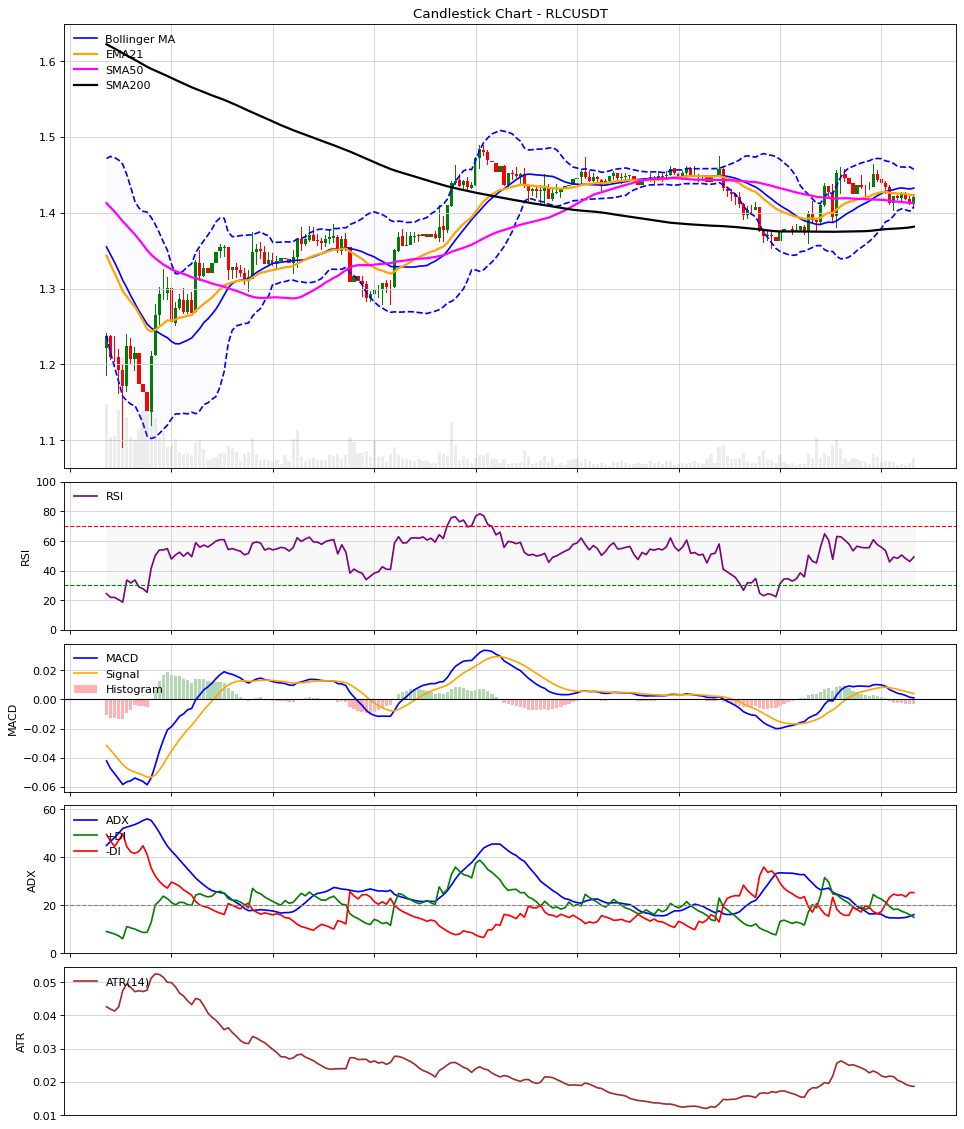 Candlestick Chart - RLCUSDT
Bollinger MA
EMA21
SMA50
SMA200
1.6
1.5
1.4
1.3
1.2
1.1
RSI
100
80
60
40
20
0
RSI
MACD
Signal
Histogram
0.02
0.00
−0.02
−0.04
−0.06
MACD
ADX
+DI
-DI
60
40
20
0
ADX
ATR(14)
0.05
0.04
0.03
0.02
0.01
ATR